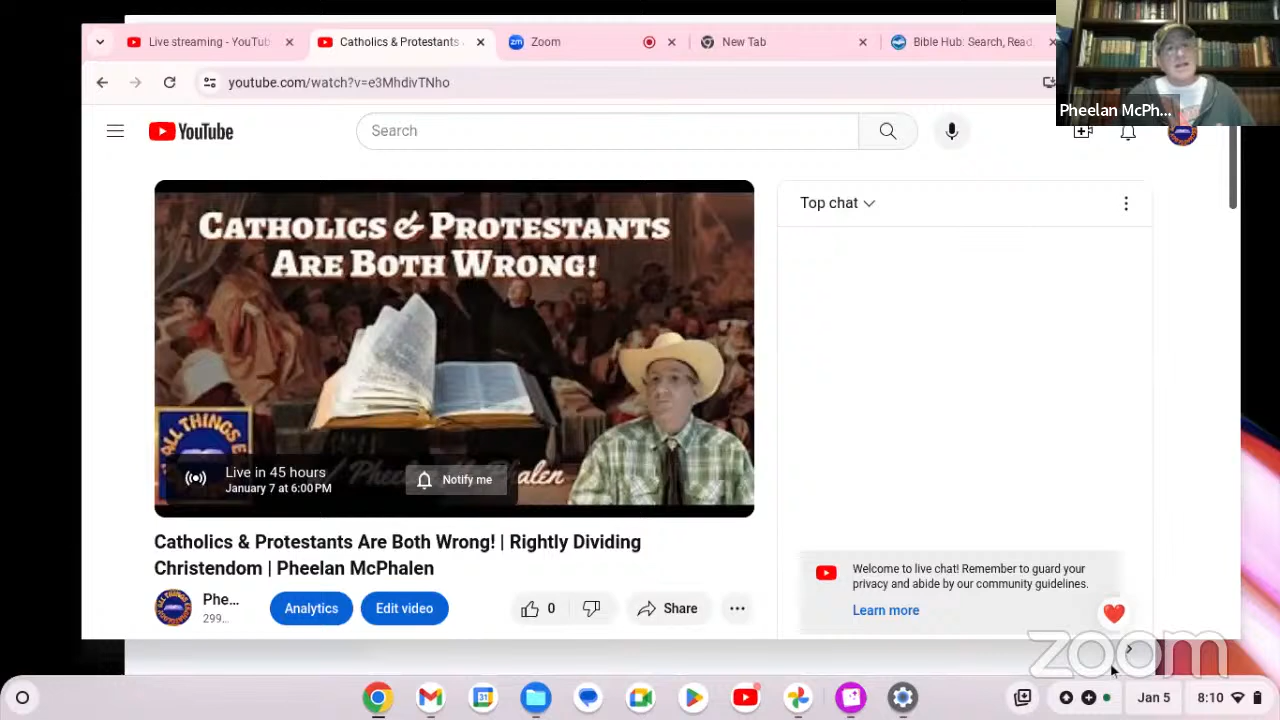 Live streaming - YouTub
Catholics & Protestants
Zoom
New Tab
Bible Hub: Search, Read
youtube.com/watch?v=e3MhdivTNho
Pheelan McPh...
YouTube
Search
CATHOLICS & PROTESTANTS
ARE BOTH WRONG!
Top chat
ALL THINGS
Live in 45 hours
January 7 at 6:00 PM
Notify me
Catholics & Protestants Are Both Wrong! | Rightly Dividing
Christendom | Pheelan McPhalen
Phe...
299...
Analytics
Edit video
0
Share
Welcome to live chat! Remember to guard your
privacy and abide by our community guidelines.
Learn more
zoom
Jan 5
8:10